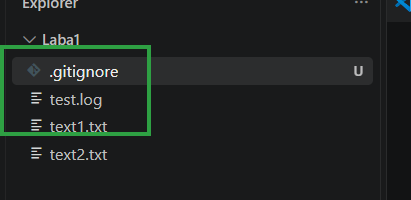 Explorer ...
Laba1
.gitignore U
test.log
text1.txt
text2.txt